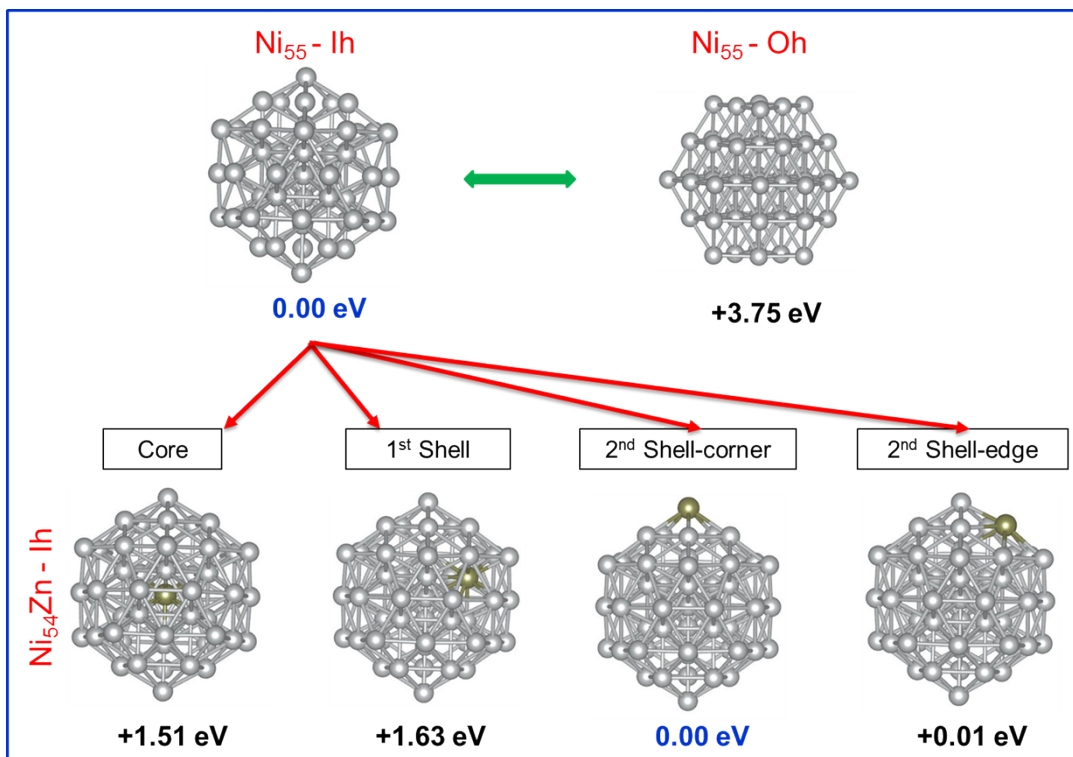 Ni₅₅ - Ih
Ni₅₅ - Oh
0.00 eV
+3.75 eV
Core
1ˢᵗ Shell
2ⁿᵈ Shell-corner
2ⁿᵈ Shell-edge
Ni₅₄Zn - Ih
+1.51 eV
+1.63 eV
0.00 eV
+0.01 eV